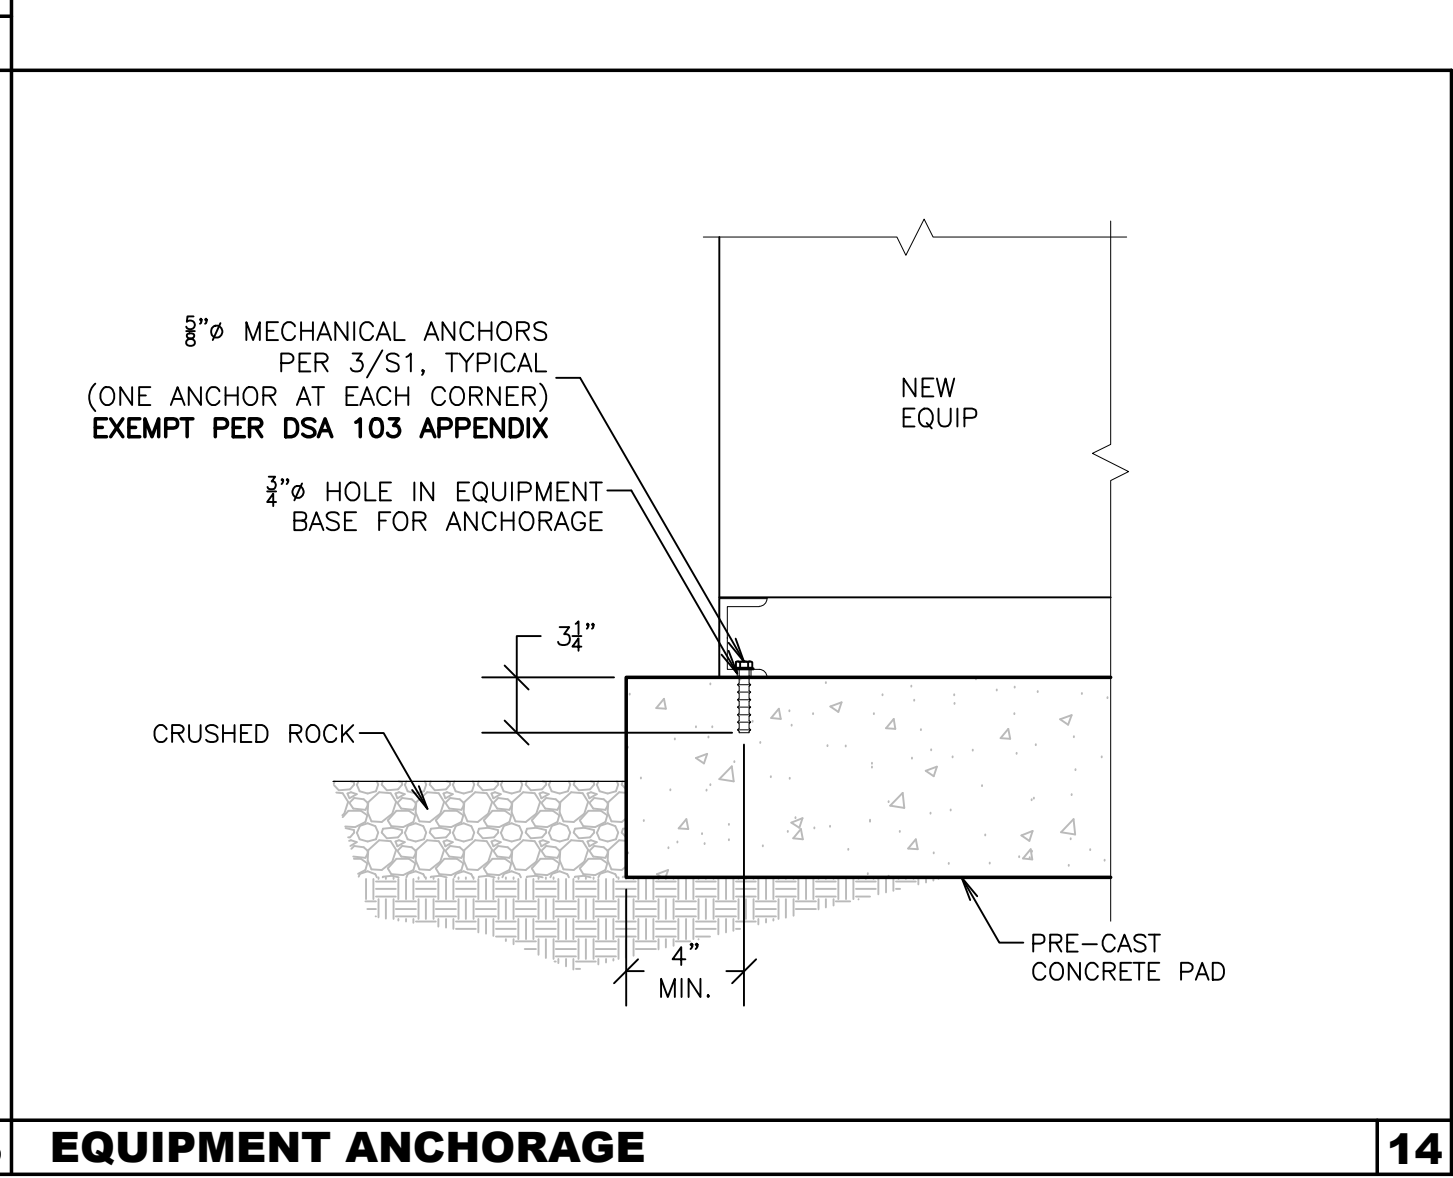 5/8"ø MECHANICAL ANCHORS
PER 3/S1, TYPICAL
(ONE ANCHOR AT EACH CORNER)
EXEMPT PER DSA 103 APPENDIX
3/4"ø HOLE IN EQUIPMENT
BASE FOR ANCHORAGE
NEW
EQUIP
3 1/4"
CRUSHED ROCK
4"
MIN.
PRE-CAST
CONCRETE PAD
EQUIPMENT ANCHORAGE
14